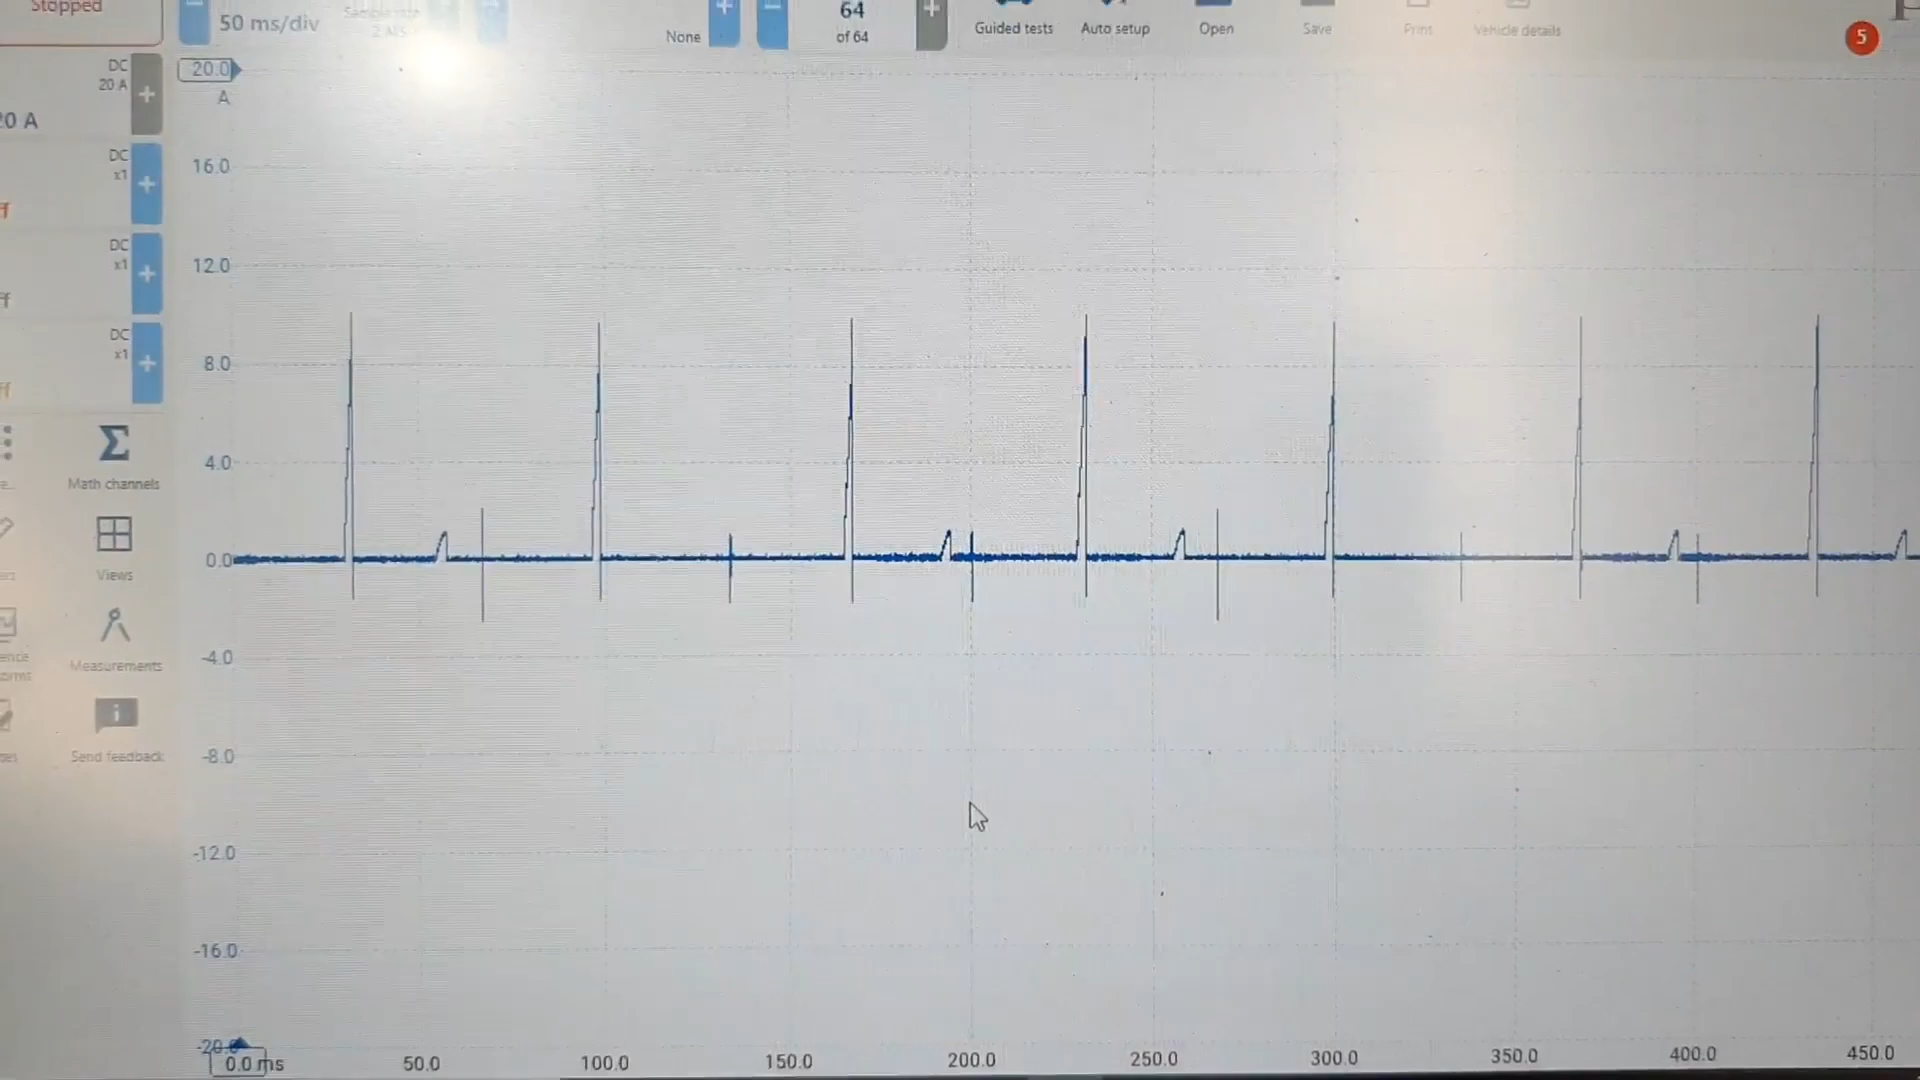 Stopped
50 ms/div
None
64
of 64
Guided tests
Auto setup
Open
Save
Print
Vehicle details
5
DC
20 A
20 A
DC
x1
DC
x1
DC
x1
Math channels
Views
Measurements
Send feedback
20.0
A
16.0
12.0
8.0
4.0
0.0
-4.0
-8.0
-12.0
-16.0
-20.0
0.0 ms
50.0
100.0
150.0
200.0
250.0
300.0
350.0
400.0
450.0